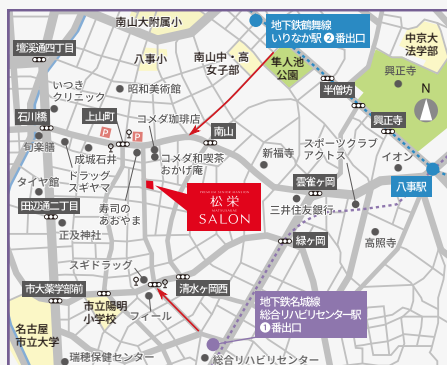 南山大附属小
地下鉄鶴舞線
いりなか駅❷番出口
中京大
法学部
壇渓通四丁目
八事小
南山中・高
女子部
隼人池
公園
興正寺
N
いつき
クリニック
昭和美術館
半僧坊
石川橋
上山町
コメダ珈琲店
興正寺
P
P
南山
旬楽膳
成城石井
コメダ和喫茶
おかげ庵
新福寺
スポーツクラブ
アクトス
イオン
ドラッグ
スギヤマ
タイヤ館
雲雀ヶ岡
八事駅
松栄
SALON
田辺通二丁目
寿司の
あおやま
三井住友銀行
正及神社
緑ヶ岡
高照寺
スギドラッグ
市大薬学部前
清水ヶ岡西
市立陽明
小学校
フィール
地下鉄名城線
総合リハビリセンター駅
❶番出口
名古屋
市立大学
瑞穂保健センター
総合リハビリセンター